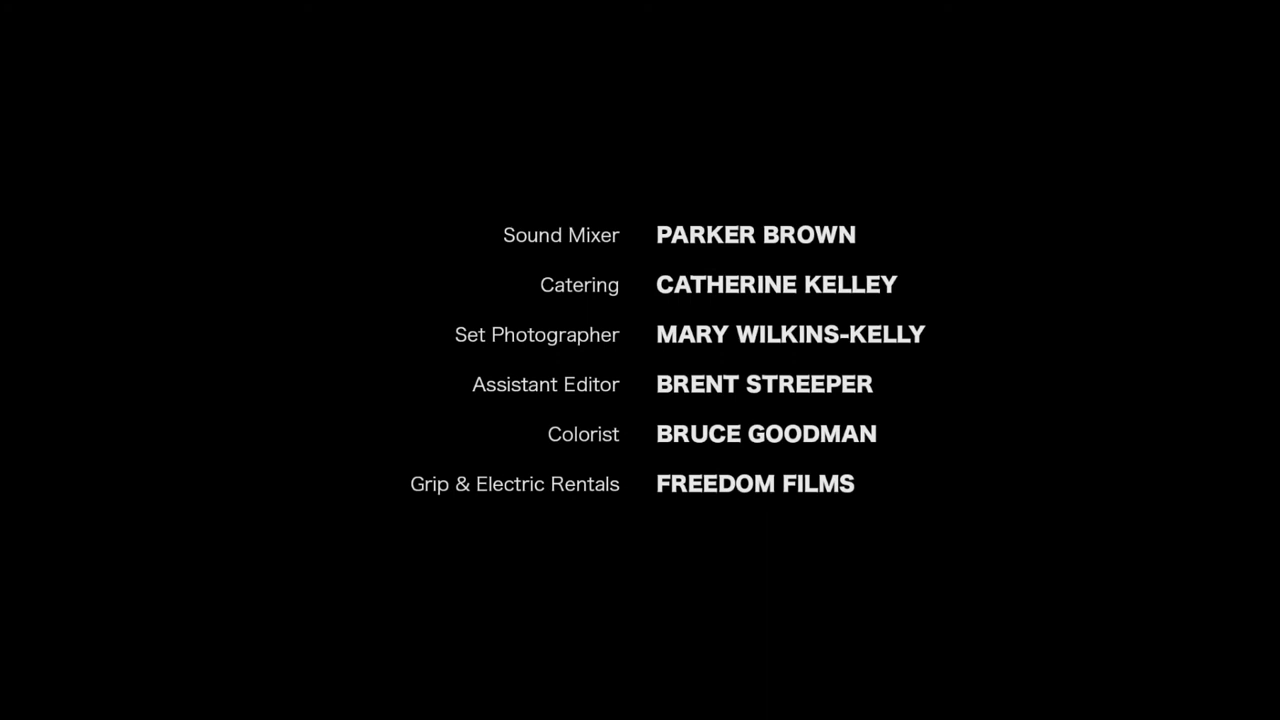 Sound Mixer PARKER BROWN
Catering CATHERINE KELLEY
Set Photographer MARY WILKINS-KELLY
Assistant Editor BRENT STREEPER
Colorist BRUCE GOODMAN
Grip & Electric Rentals FREEDOM FILMS